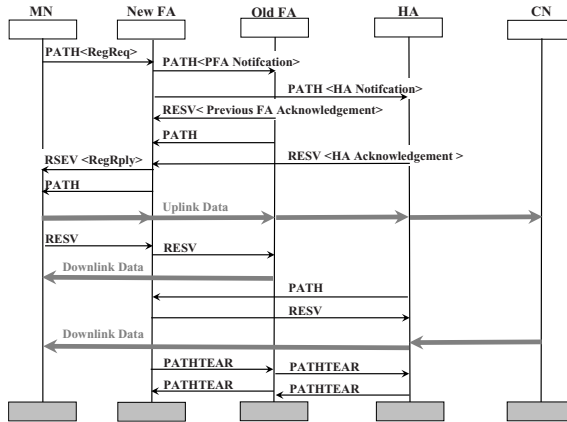 MN New FA Old FA HA CN
PATH<RegReq>
PATH<PFA Notifcation>
PATH <HA Notifcation>
RESV< Previous FA Acknowledgement>
PATH
RESV <HA Acknowledgement >
RSEV <RegRply>
PATH
Uplink Data
RESV
RESV
Downlink Data
PATH
RESV
Downlink Data
PATHTEAR
PATHTEAR
PATHTEAR
PATHTEAR